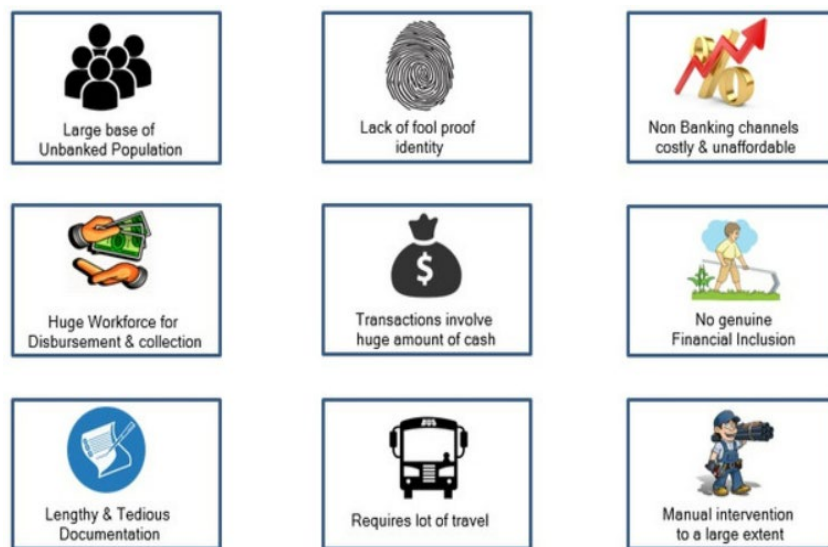 Large base of
Unbanked Population
Lack of fool proof
identity
Non Banking channels
costly & unaffordable
Huge Workforce for
Disbursement & collection
$
Transactions involve
huge amount of cash
No genuine
Financial Inclusion
Lengthy & Tedious
Documentation
BUS
Requires lot of travel
Manual intervention
to a large extent